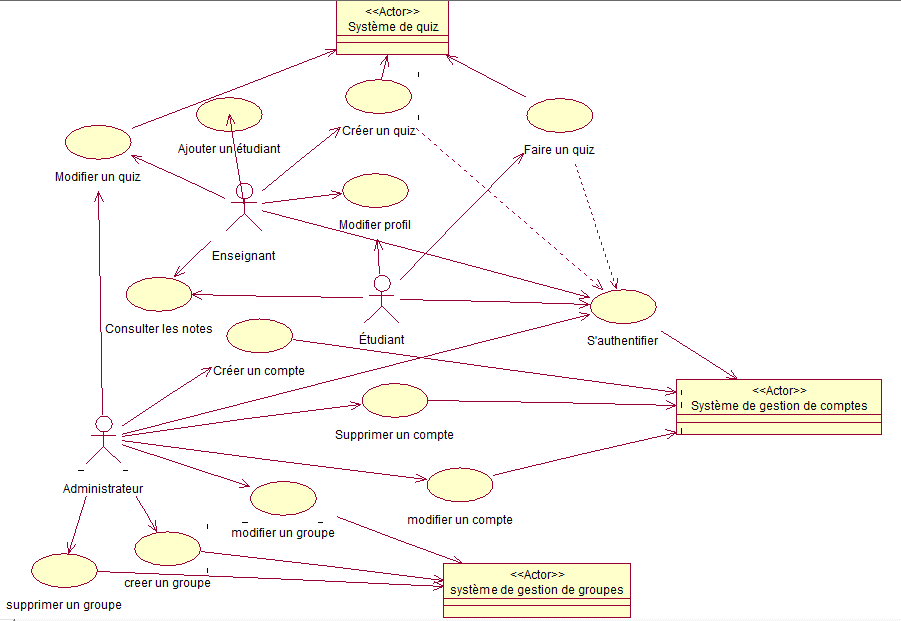 <<Actor>>
Système de quiz
Créer un quiz
Ajouter un étudiant
Faire un quiz
Modifier un quiz
Modifier profil
Enseignant
Consulter les notes
Étudiant
S'authentifier
Créer un compte
<<Actor>>
Système de gestion de comptes
Supprimer un compte
Administrateur
modifier un compte
modifier un groupe
creer un groupe
<<Actor>>
système de gestion de groupes
supprimer un groupe